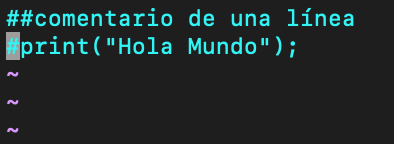 ##comentario de una línea
#print("Hola Mundo");
~
~
~